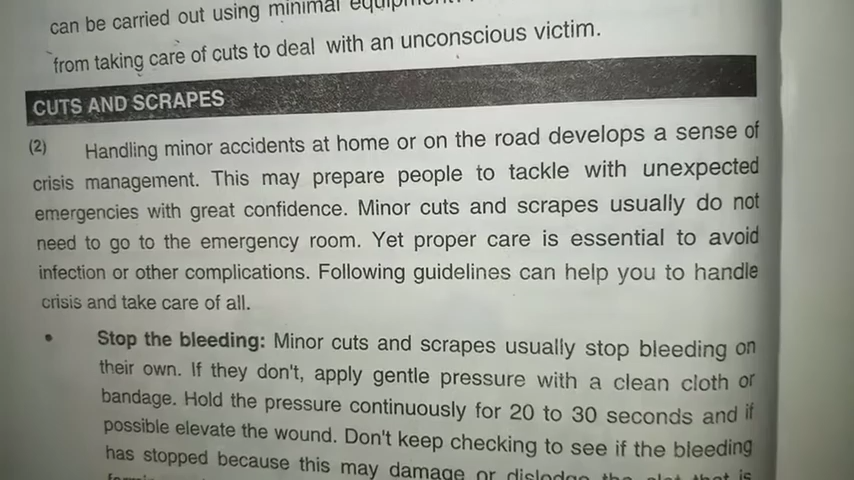 can be carried out using minimal equipment.
from taking care of cuts to deal with an unconscious victim.
CUTS AND SCRAPES
(2) Handling minor accidents at home or on the road develops a sense of
crisis management. This may prepare people to tackle with unexpected
emergencies with great confidence. Minor cuts and scrapes usually do not
need to go to the emergency room. Yet proper care is essential to avoid
infection or other complications. Following guidelines can help you to handle
crisis and take care of all.
• Stop the bleeding: Minor cuts and scrapes usually stop bleeding on
their own. If they don't, apply gentle pressure with a clean cloth or
bandage. Hold the pressure continuously for 20 to 30 seconds and if
possible elevate the wound. Don't keep checking to see if the bleeding
has stopped because this may damage or dislodge the clot that is